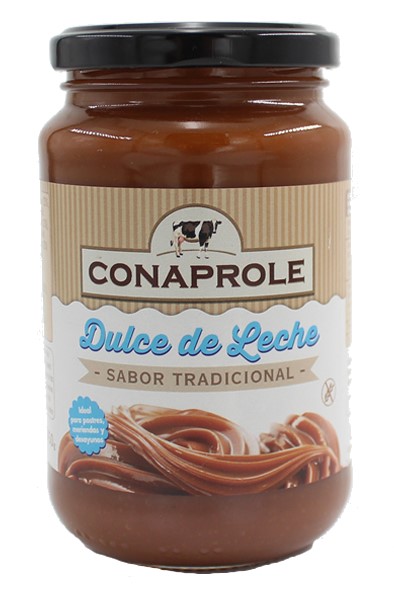 CONAPROLE
Dulce de Leche
- SABOR TRADICIONAL -
Ideal
para postres,
meriendas y
desayunos